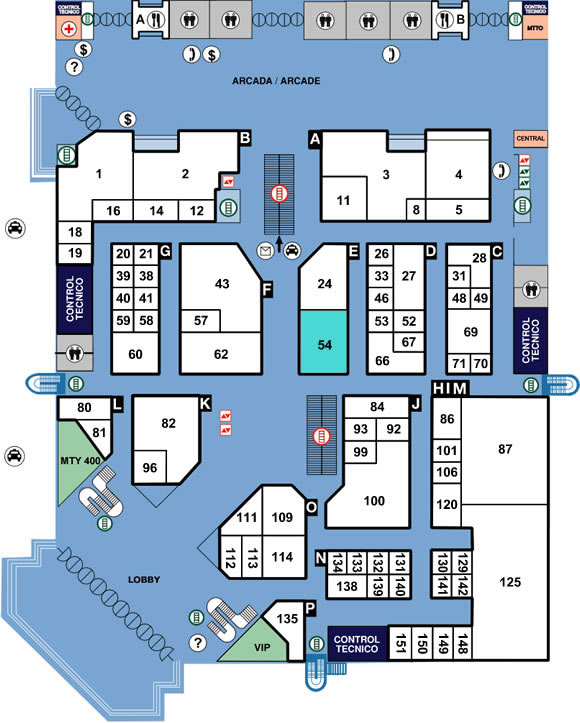 CONTROL
TECNICO
A
B
CONTROL
TECNICO
MTTO
$
?
$
ARCADA / ARCADE
$
CENTRAL
B
A
1
2
3
4
16
14
12
11
8
5
18
19
CONTROL
TECNICO
20
21
G
39
38
40
41
59
58
60
43
F
57
62
E
24
54
26
D
33
27
46
53
52
67
66
C
28
31
48
49
69
71
70
CONTROL
TECNICO
80
L
81
MTY 400
K
82
96
J
84
93
92
99
100
H I M
86
87
101
106
120
125
O
111
109
112
113
114
N
134
133
132
131
138
139
140
130
129
141
142
LOBBY
P
135
?
VIP
CONTROL
TECNICO
151
150
149
148